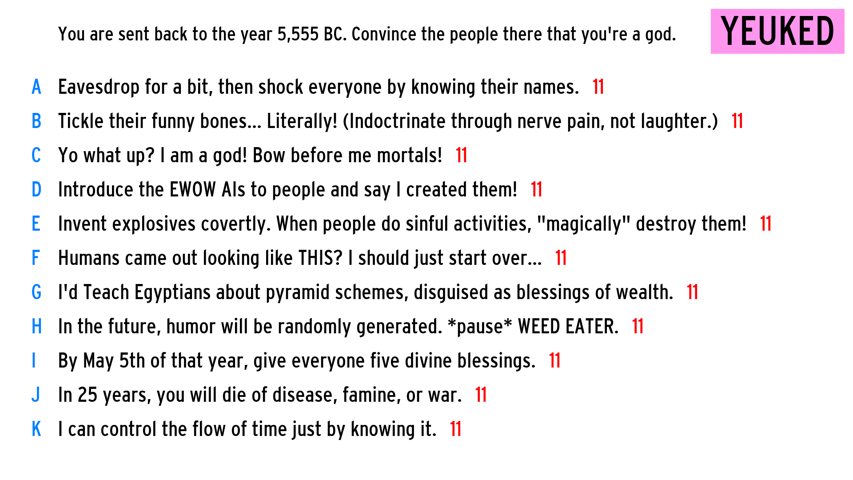 You are sent back to the year 5,555 BC. Convince the people there that you're a god.
YEUKED
A Eavesdrop for a bit, then shock everyone by knowing their names. 11
B Tickle their funny bones... Literally! (Indoctrinate through nerve pain, not laughter.) 11
C Yo what up? I am a god! Bow before me mortals! 11
D Introduce the EWOW AIs to people and say I created them! 11
E Invent explosives covertly. When people do sinful activities, "magically" destroy them! 11
F Humans came out looking like THIS? I should just start over... 11
G I'd Teach Egyptians about pyramid schemes, disguised as blessings of wealth. 11
H In the future, humor will be randomly generated. *pause* WEED EATER. 11
I By May 5th of that year, give everyone five divine blessings. 11
J In 25 years, you will die of disease, famine, or war. 11
K I can control the flow of time just by knowing it. 11